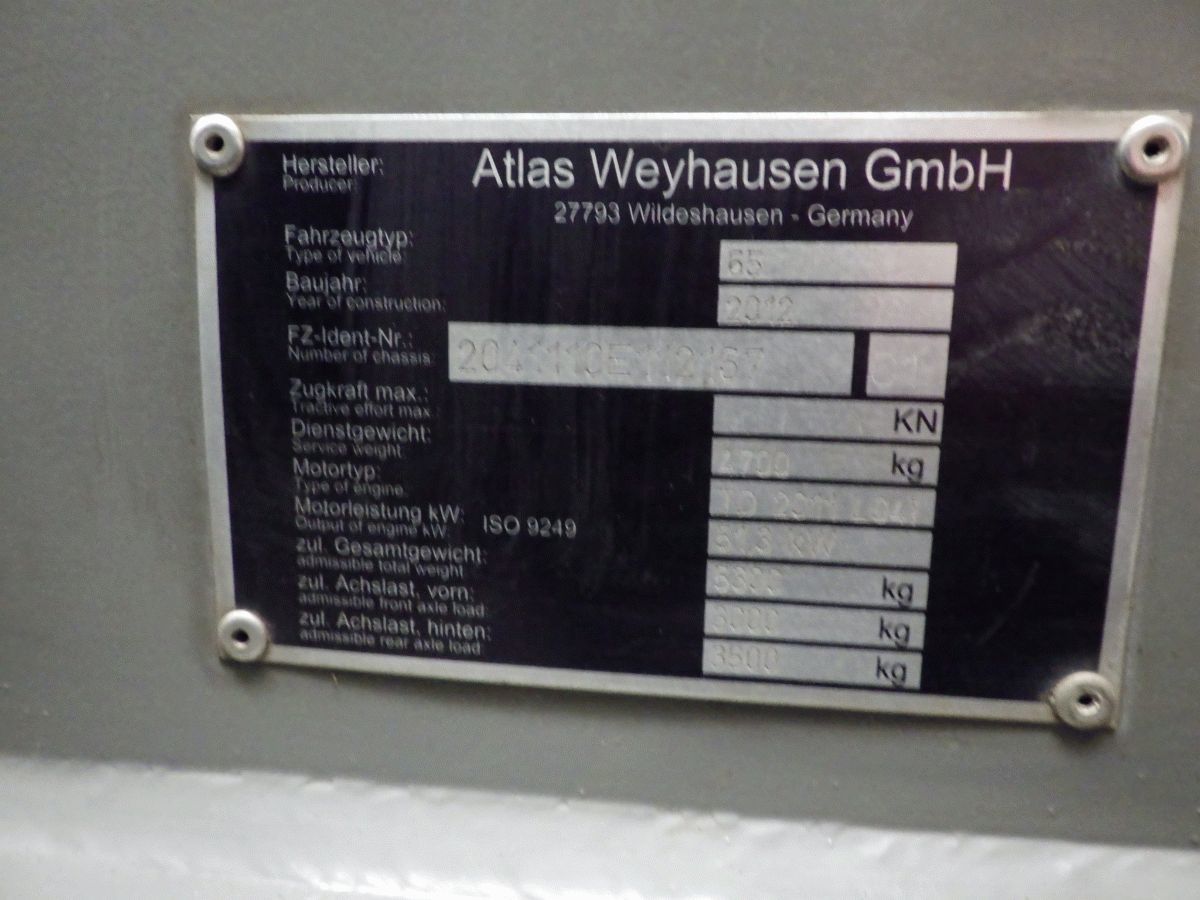 Hersteller: Atlas Weyhausen GmbH
Producer: 27793 Wildeshausen - Germany
Fahrzeugtyp: 65
Type of vehicle
Baujahr: 2012
Year of construction:
FZ-Ident-Nr.:
Number of chassis:
Zugkraft max.: KN
Tractive effort max.:
Dienstgewicht: 4700 kg
Service weight:
Motortyp:
Type of engine:
Motorleistung kW: ISO 9249
Output of engine kW:
zul. Gesamtgewicht: kg
admissible total weight
zul. Achslast, vorn: kg
admissible front axle load:
zul. Achslast, hinten: 3500 kg
admissible rear axle load: